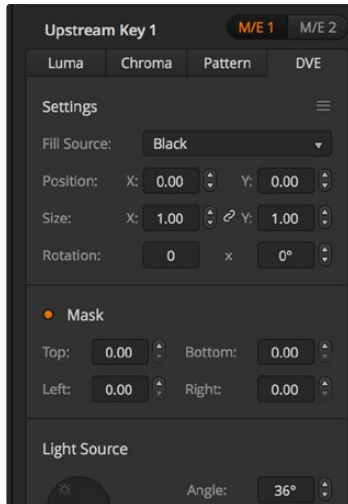 Upstream Key 1 M/E 1 M/E 2
Luma Chroma Pattern DVE
Settings
Fill Source: Black
Position: X: 0.00 Y: 0.00
Size: X: 1.00 Y: 1.00
Rotation: 0 x 0°
Mask
Top: 0.00 Bottom: 0.00
Left: 0.00 Right: 0.00
Light Source
Angle: 36°